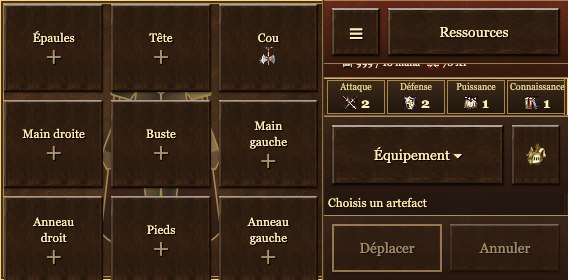 Épaules
Tête
Cou
Main droite
Buste
Main
gauche
Anneau
droit
Pieds
Anneau
gauche
Ressources
Attaque
2
Défense
2
Puissance
1
Connaissance
1
Équipement
Choisis un artefact
Déplacer
Annuler